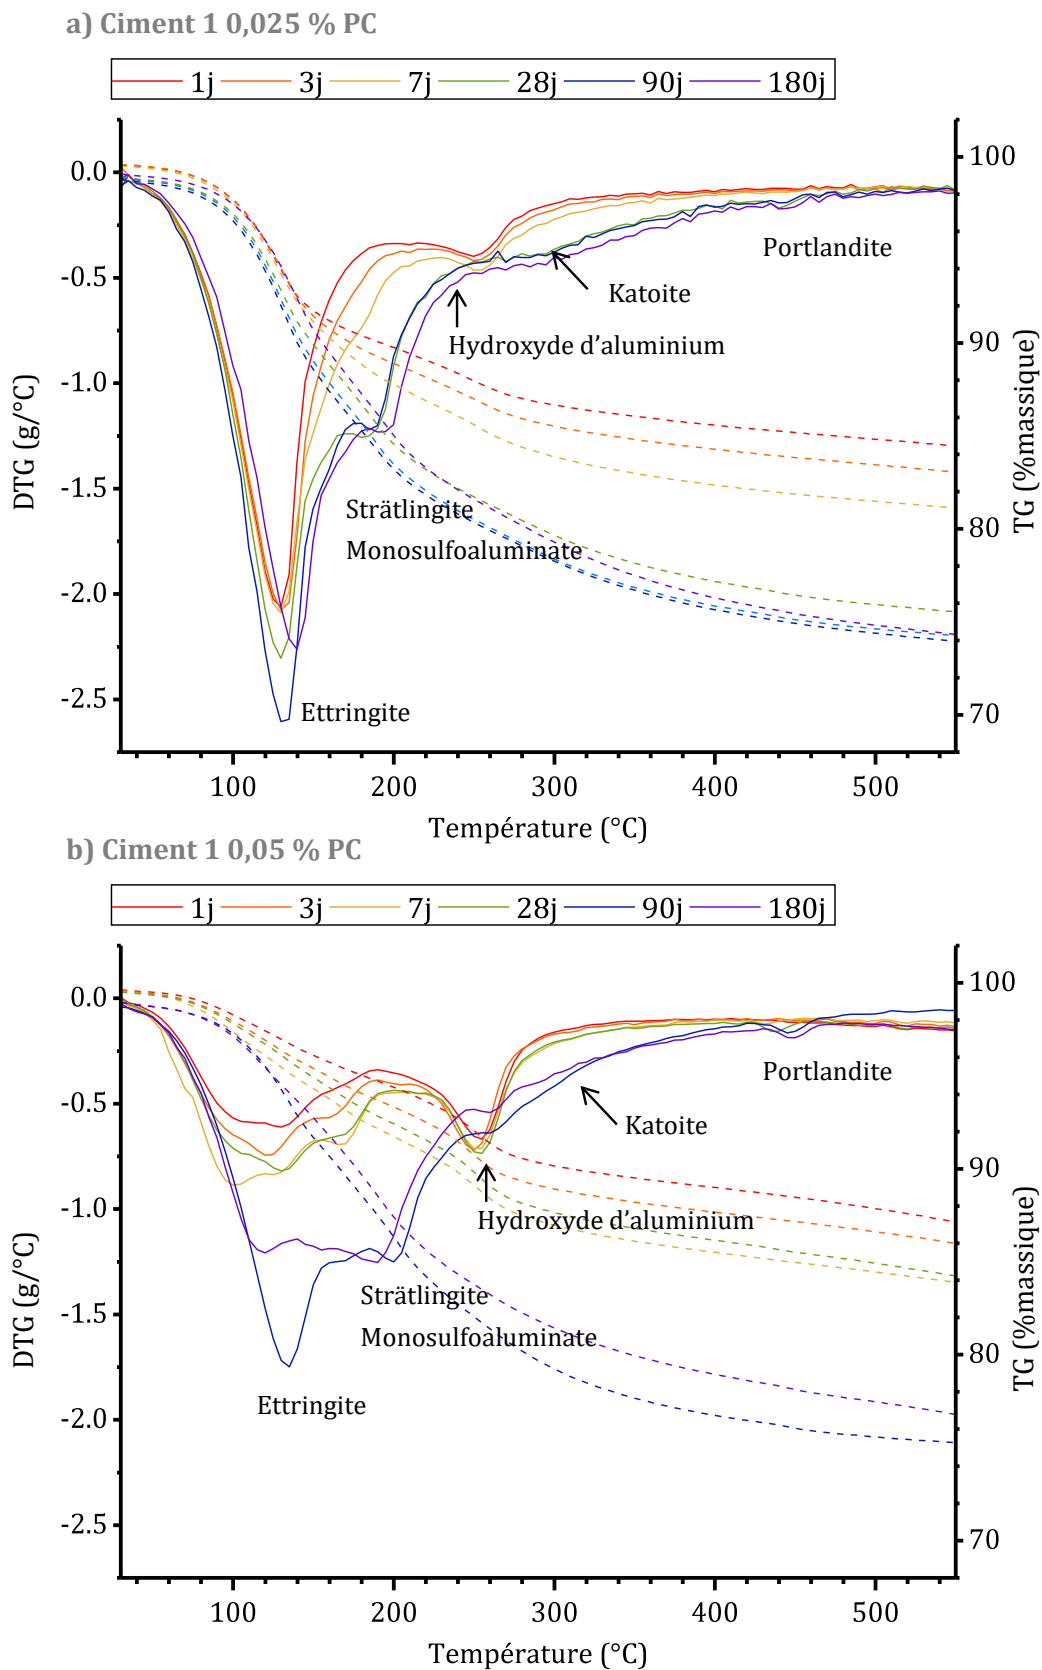 a) Ciment 1 0,025 % PC
1j 3j 7j 28j 90j 180j
0.0
-0.5
-1.0
-1.5
-2.0
-2.5
DTG (g/°C)
100
90
80
70
TG (%massique)
Portlandite
Katoite
Hydroxyde d'aluminium
Strätlingite
Monosulfoaluminate
Ettringite
100 200 300 400 500
Température (°C)
b) Ciment 1 0,05 % PC
1j 3j 7j 28j 90j 180j
0.0
-0.5
-1.0
-1.5
-2.0
-2.5
DTG (g/°C)
100
90
80
70
TG (%massique)
Portlandite
Katoite
Hydroxyde d'aluminium
Strätlingite
Monosulfoaluminate
Ettringite
100 200 300 400 500
Température (°C)